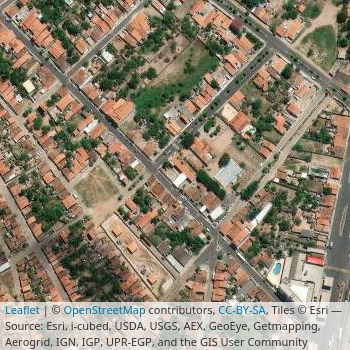 Leaflet | © OpenStreetMap contributors, CC-BY-SA, Tiles © Esri —
Source: Esri, i-cubed, USDA, USGS, AEX, GeoEye, Getmapping,
Aerogrid, IGN, IGP, UPR-EGP, and the GIS User Community